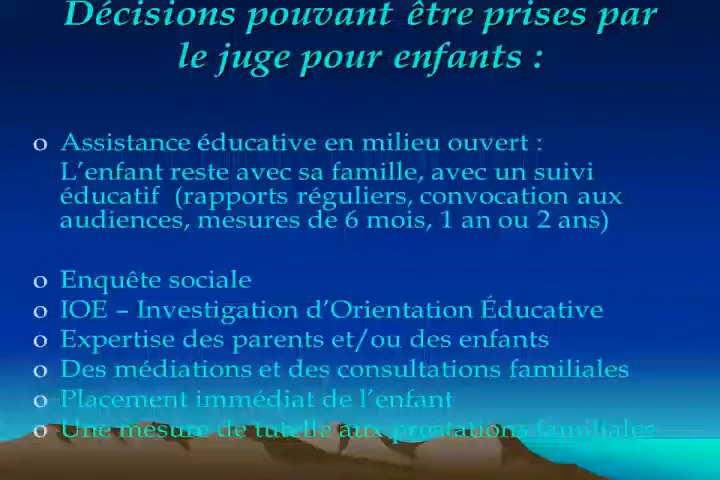 Décisions pouvant être prises par
le juge pour enfants :
o Assistance éducative en milieu ouvert :
L’enfant reste avec sa famille, avec un suivi
éducatif (rapports réguliers, convocation aux
audiences, mesures de 6 mois, 1 an ou 2 ans)
o Enquête sociale
o IOE – Investigation d’Orientation Éducative
o Expertise des parents et/ou des enfants
o Des médiations et des consultations familiales
o Placement immédiat de l’enfant
o Une mesure de tutelle aux prestations familiales